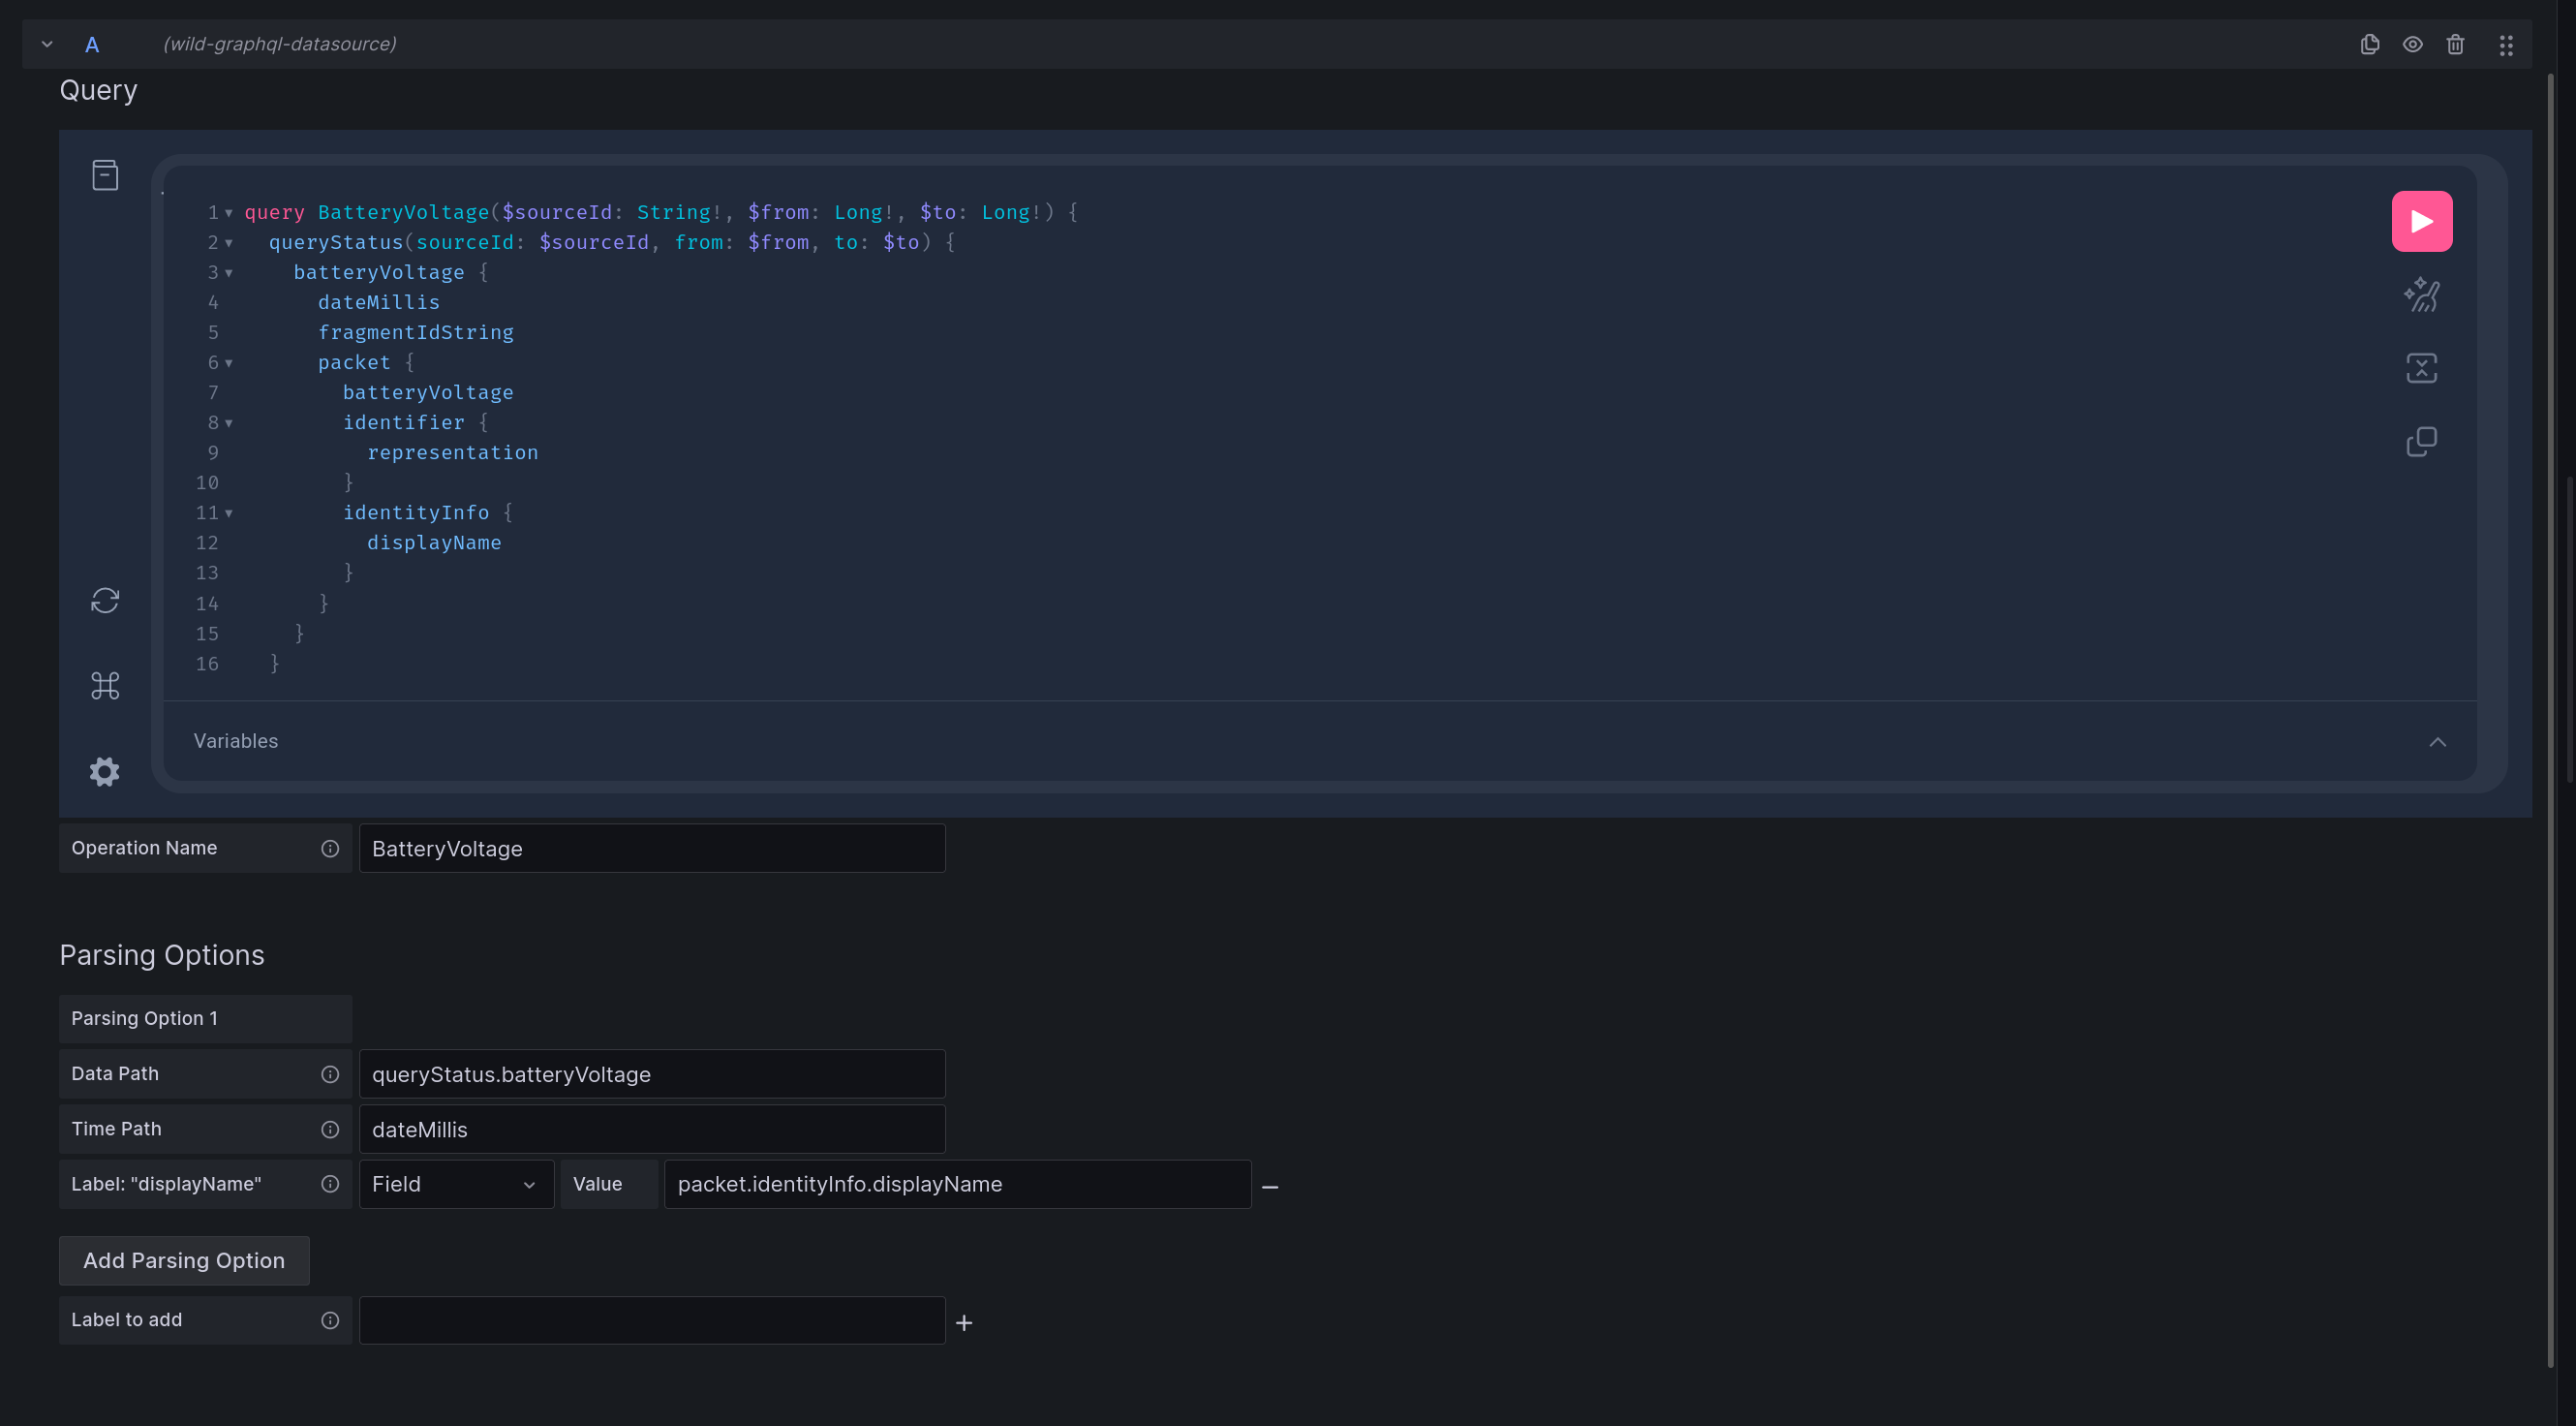 A (wild-graphql-datasource)
Query
1 query BatteryVoltage($sourceId: String!, $from: Long!, $to: Long!) {
2   queryStatus(sourceId: $sourceId, from: $from, to: $to) {
3     batteryVoltage {
4       dateMillis
5       fragmentIdString
6       packet {
7         batteryVoltage
8         identifier {
9           representation
10         }
11         identityInfo {
12           displayName
13         }
14       }
15     }
16   }
Variables
Operation Name BatteryVoltage
Parsing Options
Parsing Option 1
Data Path queryStatus.batteryVoltage
Time Path dateMillis
Label: "displayName" Field Value packet.identityInfo.displayName
Add Parsing Option
Label to add